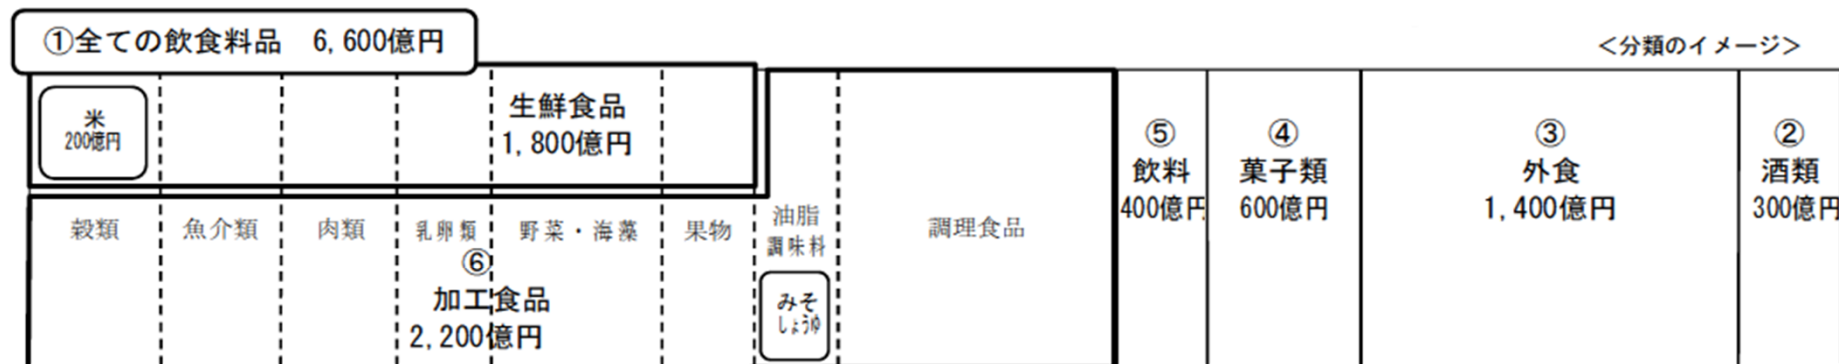 ①全ての飲食料品　6,600億円
＜分類のイメージ＞
米
200億円
生鮮食品
1,800億円
穀類
魚介類
肉類
乳卵類
野菜・海藻
果物
油脂
調味料
みそ
しょうゆ
調理食品
⑥
加工食品
2,200億円
⑤
飲料
400億円
④
菓子類
600億円
③
外食
1,400億円
②
酒類
300億円